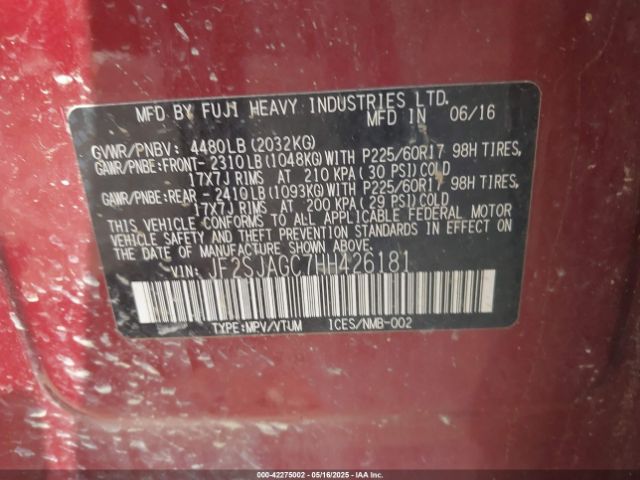 MFD BY FUJI HEAVY INDUSTRIES LTD.
MFD IN 06/16
GVWR/PNBV: 4480LB(2032KG)
GAWR/PNBE:FRONT- 2310LB(1048KG)WITH P225/60R17 98H TIRES,
17X7J RIMS AT 210 KPA(30 PSI)COLD
GAWR/PNBE:REAR - 2410LB(1093KG)WITH P225/60R17 98H TIRES,
17X7J RIMS AT 200 KPA(29 PSI)COLD
THIS VEHICLE CONFORMS TO ALL APPLICABLE FEDERAL MOTOR
VEHICLE SAFETY AND THEFT PREVENTION STANDARDS IN EFFECT ON
THE DATE OF MANUFACTURE SHOWN ABOVE.
VIN: JF2SJAGC7HH426181
TYPE:MPV/VTUM 1CES/NMB-002
000-42275002 - 05/16/2025 - © IAA Inc.